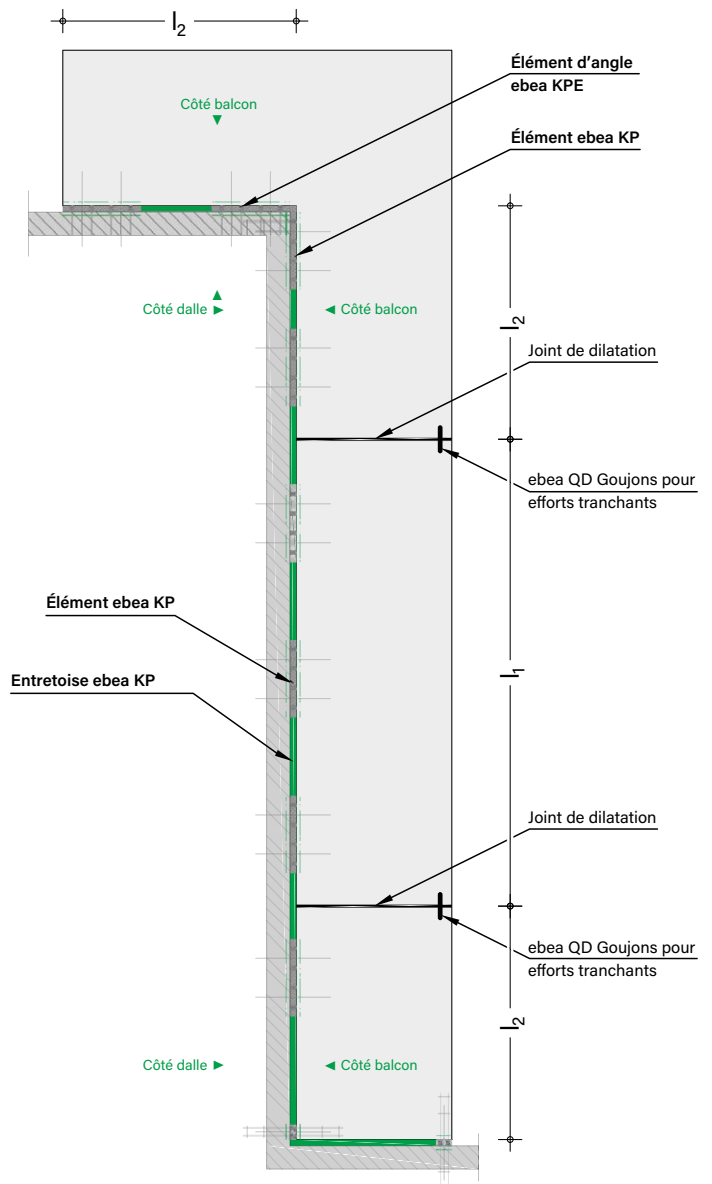 l2
Élément d'angle
ebea KPE
Côté balcon
Élément ebea KP
Côté dalle
Côté balcon
l2
Joint de dilatation
ebea QD Goujons pour
efforts tranchants
Élément ebea KP
l1
Entretoise ebea KP
Joint de dilatation
ebea QD Goujons pour
efforts tranchants
l2
Côté dalle
Côté balcon